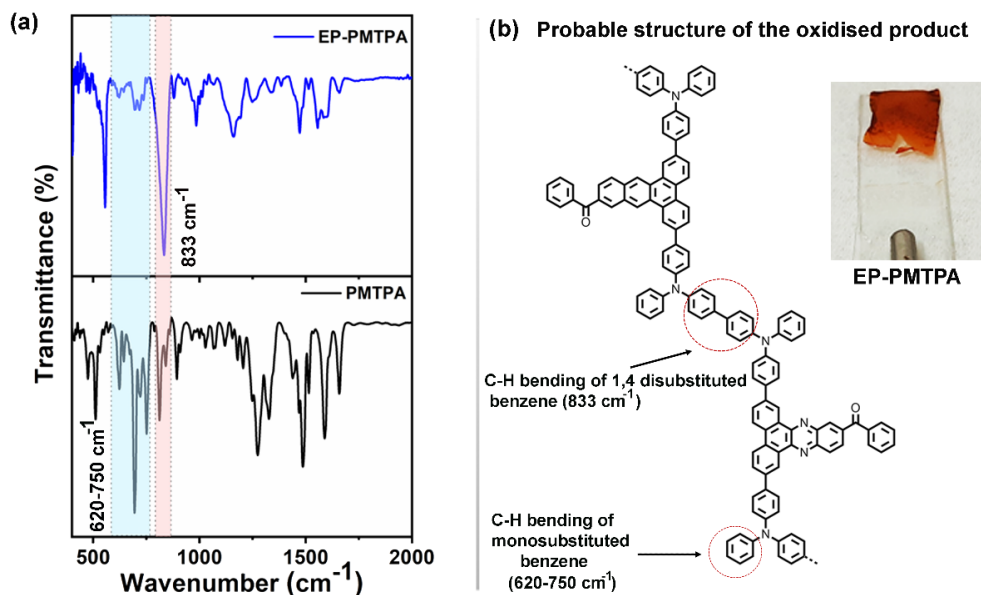 (a)
EP-PMTPA
833 cm-1
PMTPA
620-750 cm-1
Transmittance (%)
500 1000 1500 2000
Wavenumber (cm-1)
(b) Probable structure of the oxidised product
N
O
N
N
C-H bending of 1,4 disubstituted
benzene (833 cm-1)
N
N
O
C-H bending of
monosubstituted
benzene
(620-750 cm-1)
N
EP-PMTPA